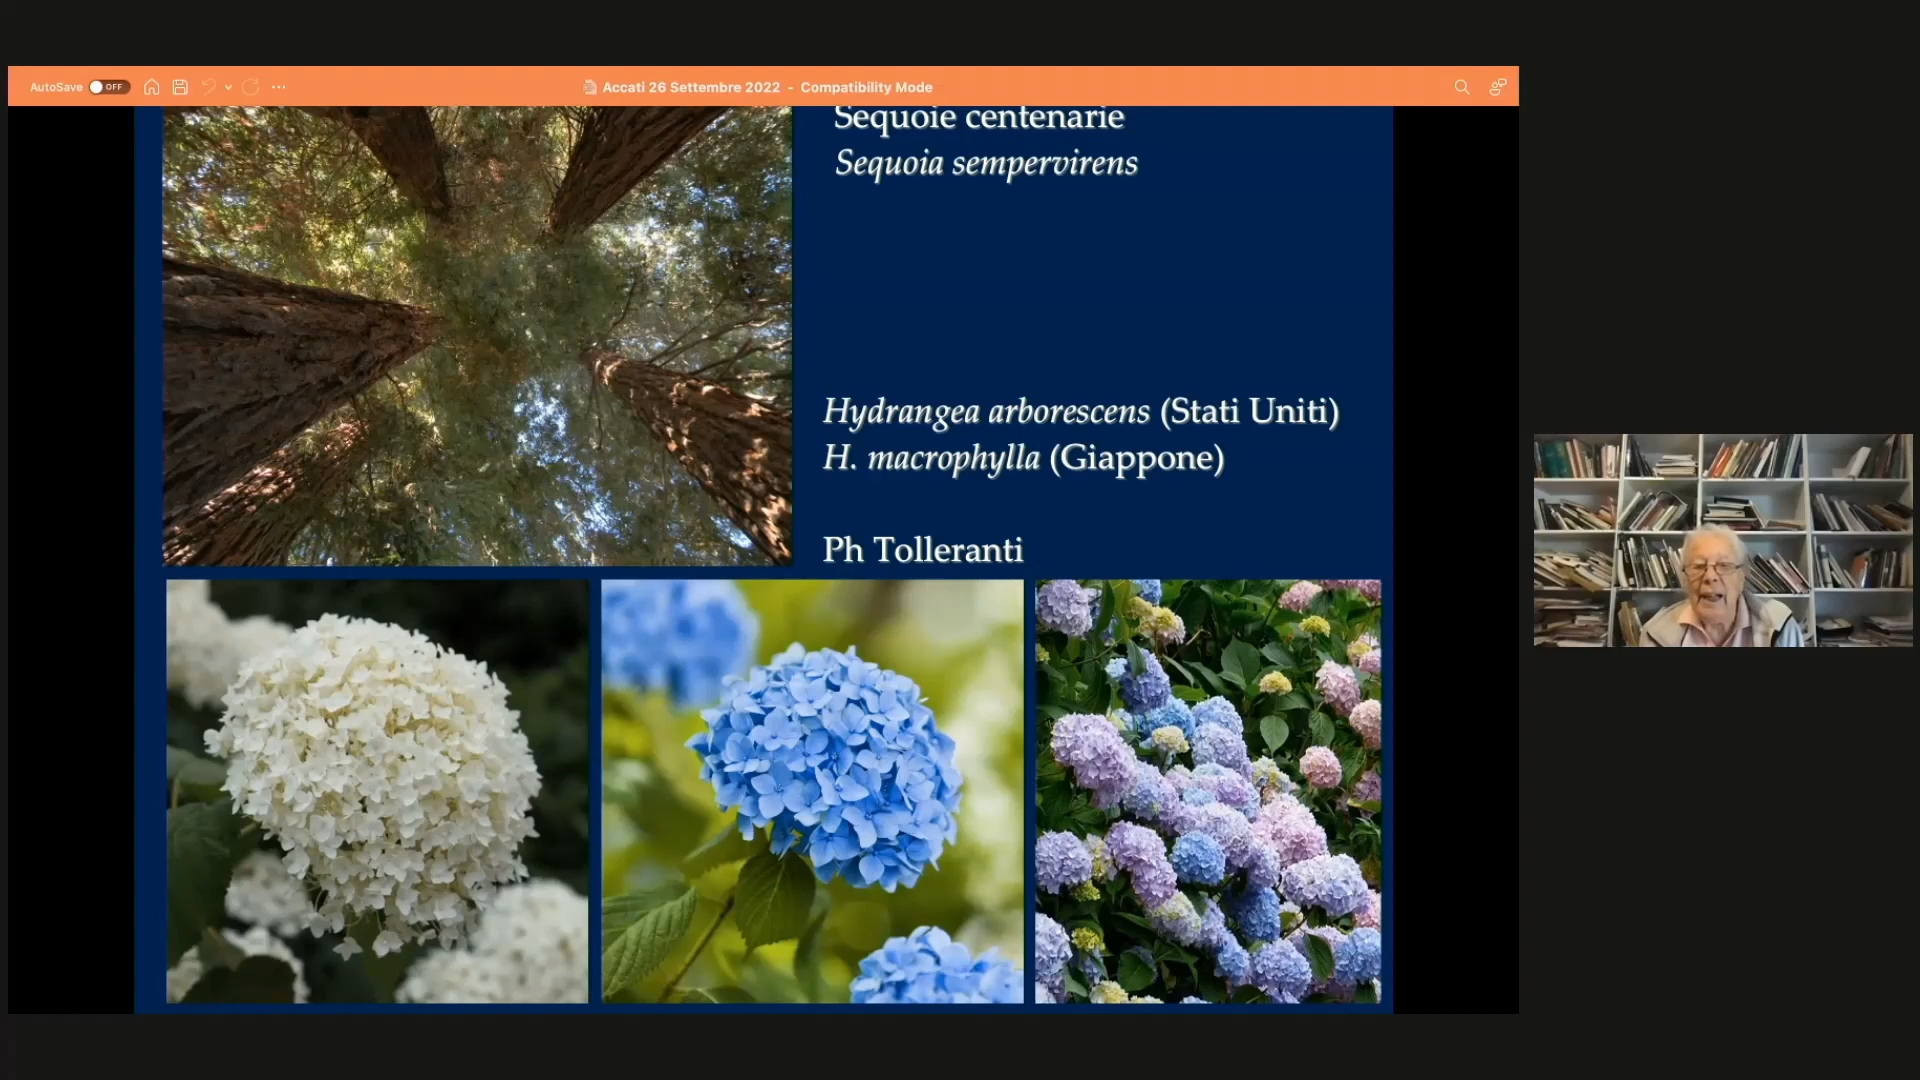 AutoSave OFF
Accati 26 Settembre 2022 - Compatibility Mode
Sequoie centenarie
Sequoia sempervirens
Hydrangea arborescens (Stati Uniti)
H. macrophylla (Giappone)
Ph Tolleranti